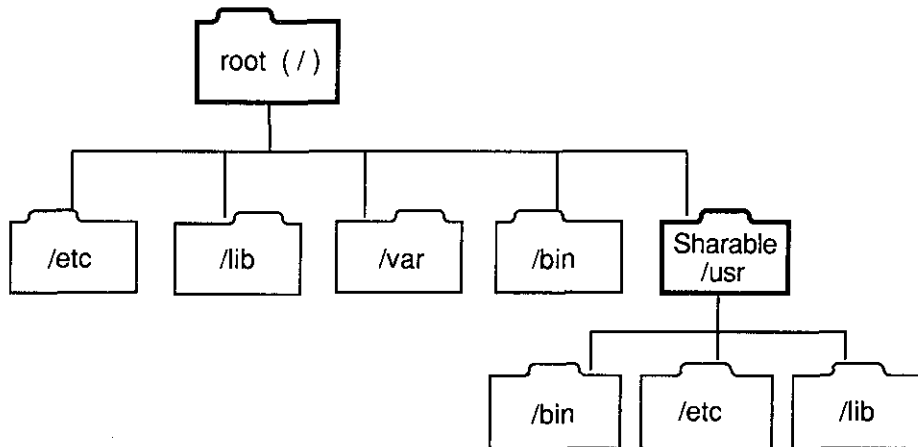 root (/)
/etc
/lib
/var
/bin
Sharable
/usr
/bin
/etc
/lib